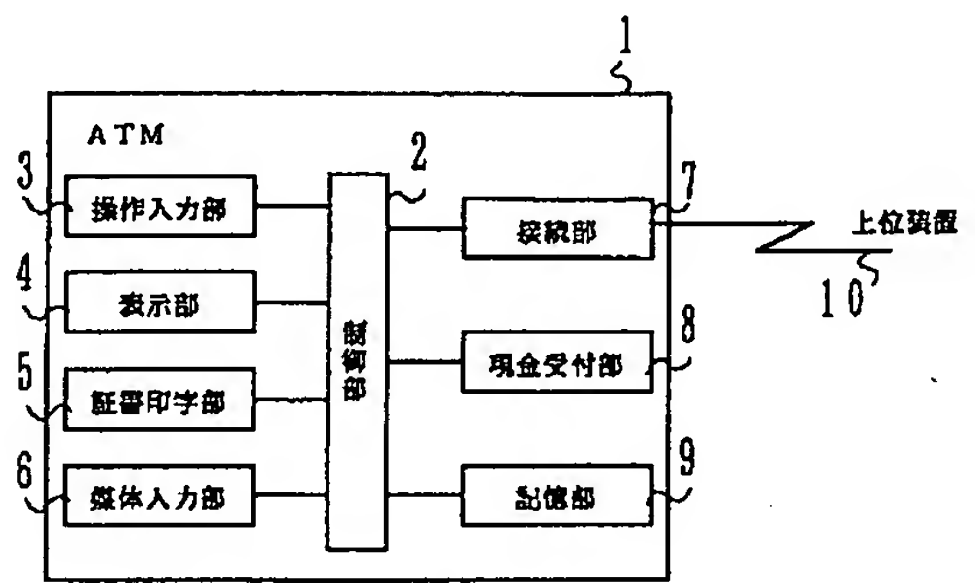 1
ATM
3
操作入力部
2
7
接続部
上位装置
10
4
表示部
制御部
8
現金受付部
5
証書印字部
6
媒体入力部
9
記憶部